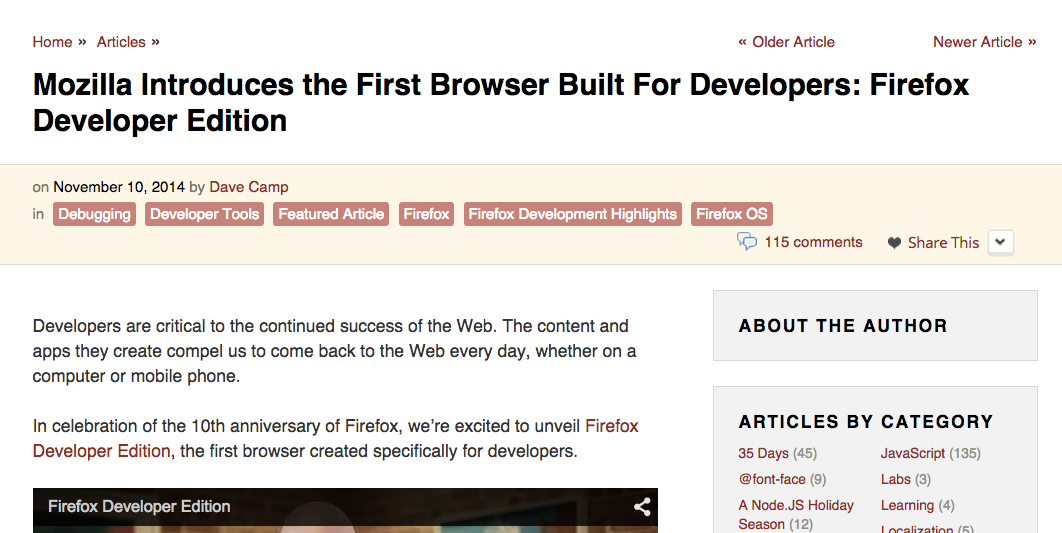 Home » Articles »
« Older Article
Newer Article »
Mozilla Introduces the First Browser Built For Developers: Firefox
Developer Edition
on November 10, 2014 by Dave Camp
in Debugging Developer Tools Featured Article Firefox Firefox Development Highlights Firefox OS
115 comments
Share This
Developers are critical to the continued success of the Web. The content and
apps they create compel us to come back to the Web every day, whether on a
computer or mobile phone.
In celebration of the 10th anniversary of Firefox, we’re excited to unveil Firefox
Developer Edition, the first browser created specifically for developers.
Firefox Developer Edition
ABOUT THE AUTHOR
ARTICLES BY CATEGORY
35 Days (45)
@font-face (9)
A Node.JS Holiday
Season (12)
JavaScript (135)
Labs (3)
Learning (4)
Localization (5)